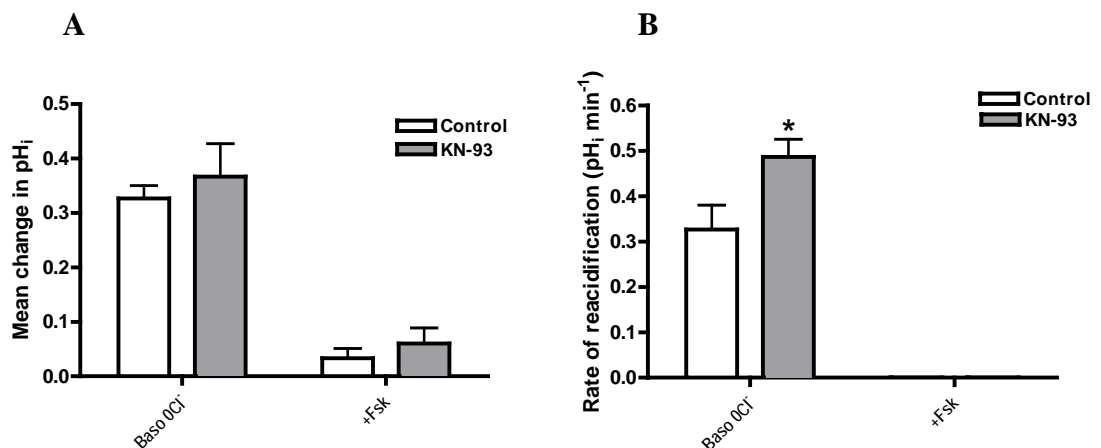 A
Mean change in pHi
0.5
0.4
0.3
0.2
0.1
0.0
Control
KN-93
Baso 0Cl-
+Fsk
B
Rate of reacidification (pHi min-1)
0.6
0.5
0.4
0.3
0.2
0.1
0.0
*
Control
KN-93
Baso 0Cl-
+Fsk